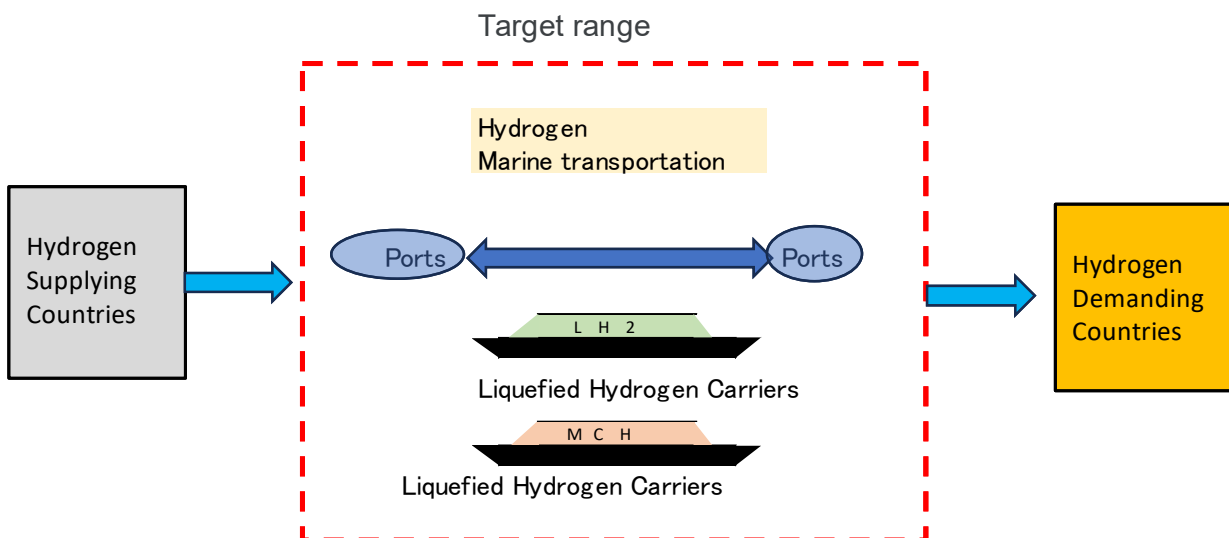 Target range
Hydrogen
Marine transportation
Hydrogen
Supplying
Countries
Ports
Ports
Hydrogen
Demanding
Countries
L H 2
Liquefied Hydrogen Carriers
M C H
Liquefied Hydrogen Carriers